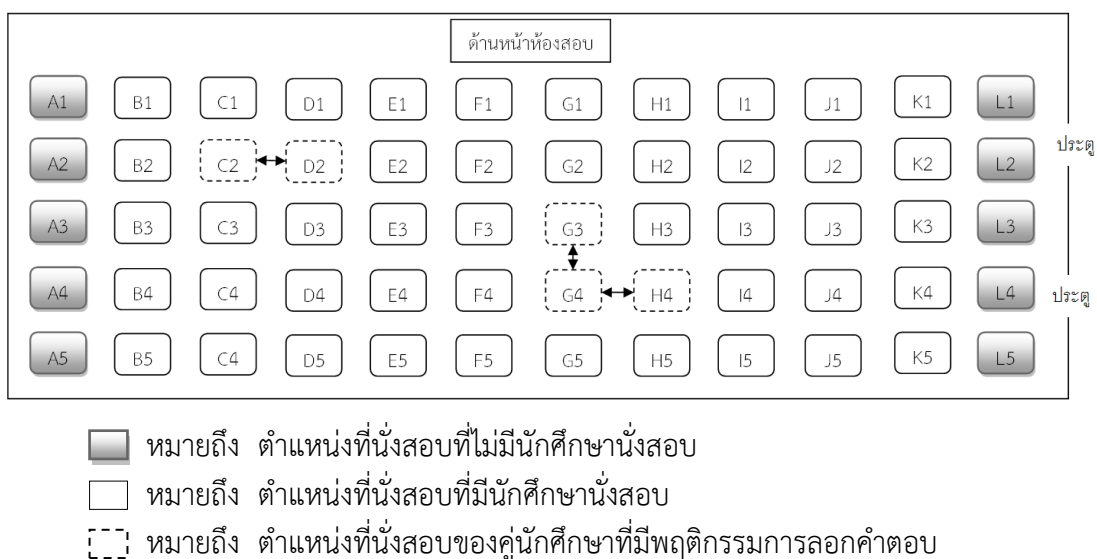 ด้านหน้าห้องสอบ
A1 B1 C1 D1 E1 F1 G1 H1 I1 J1 K1 L1
ประตู
A2 B2 C2 D2 E2 F2 G2 H2 I2 J2 K2 L2
A3 B3 C3 D3 E3 F3 G3 H3 I3 J3 K3 L3
A4 B4 C4 D4 E4 F4 G4 H4 I4 J4 K4 L4 ประตู
A5 B5 C4 D5 E5 F5 G5 H5 I5 J5 K5 L5
หมายถึง ตำแหน่งที่นั่งสอบที่ไม่มีนักศึกษานั่งสอบ
หมายถึง ตำแหน่งที่นั่งสอบที่มีนักศึกษานั่งสอบ
หมายถึง ตำแหน่งที่นั่งสอบของคู่นักศึกษาที่มีพฤติกรรมการลอกคำตอบ